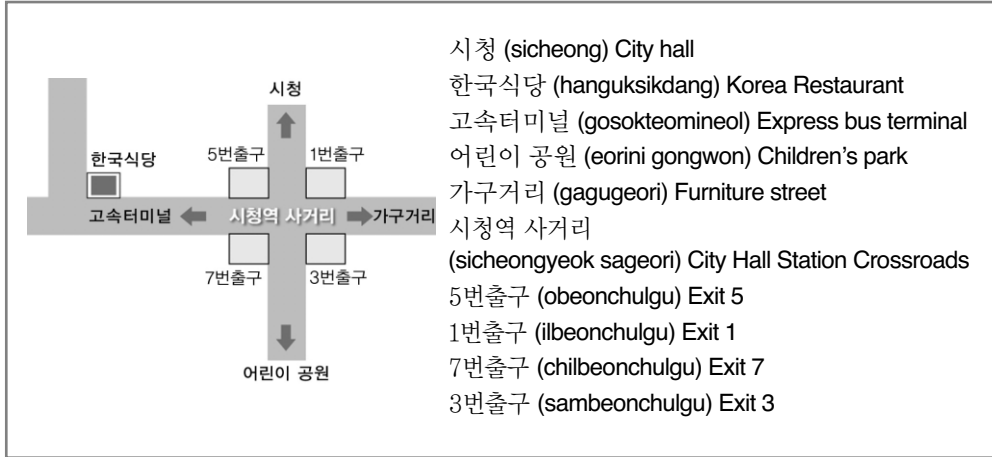 시청
5번출구
1번출구
한국식당
고속터미널
시청역 사거리
가구거리
7번출구
3번출구
어린이 공원
시청 (sicheong) City hall
한국식당 (hanguksikdang) Korea Restaurant
고속터미널 (gosokteomineol) Express bus terminal
어린이 공원 (eorini gongwon) Children’s park
가구거리 (gagugeori) Furniture street
시청역 사거리
(sicheongyeok sageori) City Hall Station Crossroads
5번출구 (obeonchulgu) Exit 5
1번출구 (ilbeonchulgu) Exit 1
7번출구 (chilbeonchulgu) Exit 7
3번출구 (sambeonchulgu) Exit 3